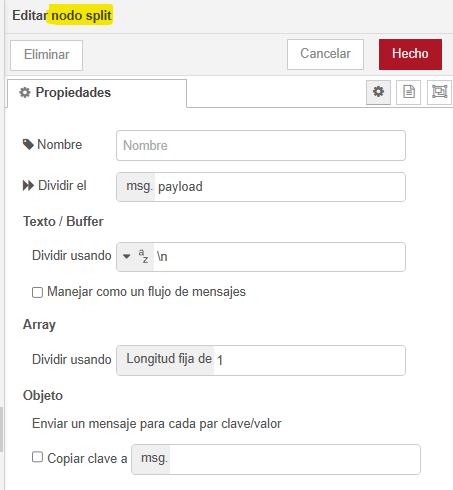 Editar nodo split
Eliminar
Cancelar
Hecho
Propiedades
Nombre
Nombre
Dividir el
msg. payload
Texto / Buffer
Dividir usando
a z \n
Manejar como un flujo de mensajes
Array
Dividir usando
Longitud fija de 1
Objeto
Enviar un mensaje para cada par clave/valor
Copiar clave a
msg.